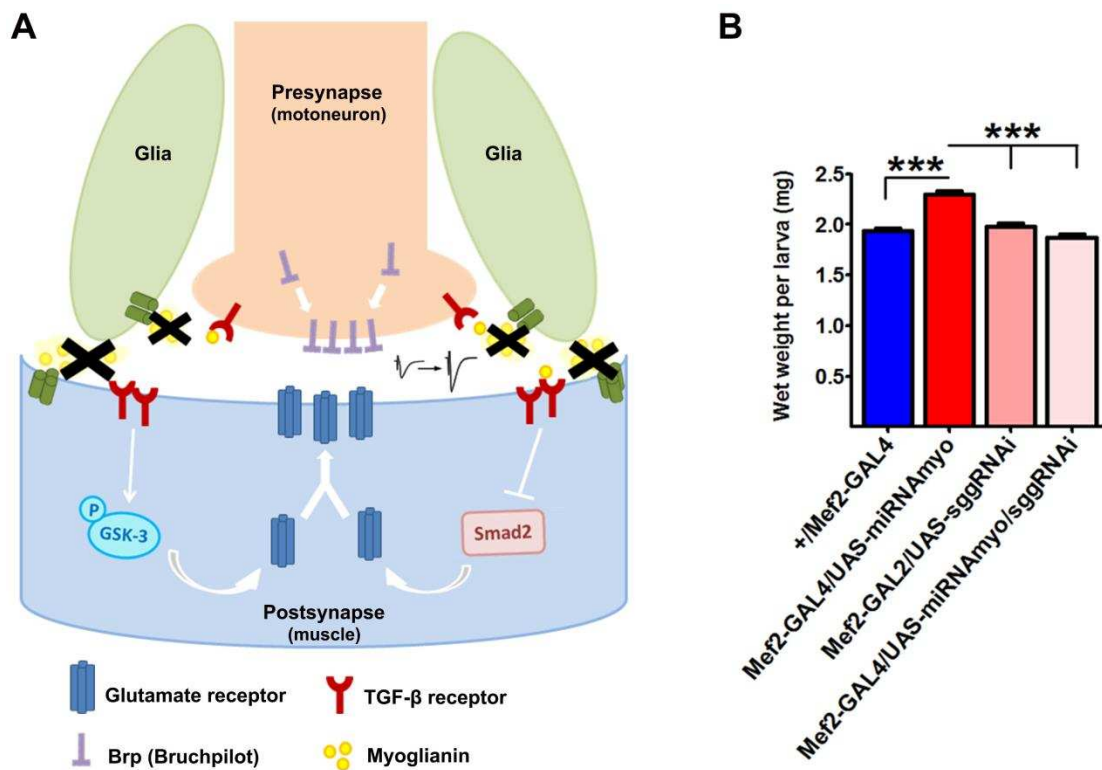 A
Presynapse
(motoneuron)
Glia
Glia
P
GSK-3
Smad2
Postsynapse
(muscle)
Glutamate receptor
TGF-β receptor
Brp (Bruchpilot)
Myoglianin
B
***
***
Wet weight per larva (mg)
2.5
2.0
1.5
1.0
0.5
+/Mef2-GAL4
Mef2-GAL4/UAS-miRNAmyo
Mef2-GAL2/UAS-sggRNAi
Mef2-GAL4/UAS-miRNAmyo/sggRNAi